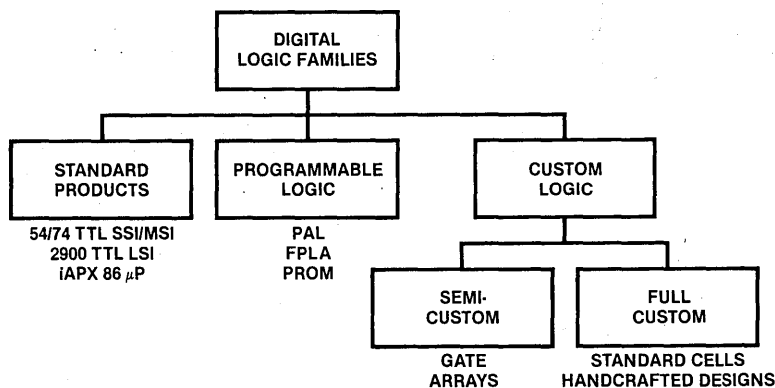 DIGITAL
LOGIC FAMILIES
STANDARD
PRODUCTS
54/74 TTL SSI/MSI
2900 TTL LSI
iAPX 86 μP
PROGRAMMABLE
LOGIC
PAL
FPLA
PROM
CUSTOM
LOGIC
SEMI-
CUSTOM
GATE
ARRAYS
FULL
CUSTOM
STANDARD CELLS
HANDCRAFTED DESIGNS